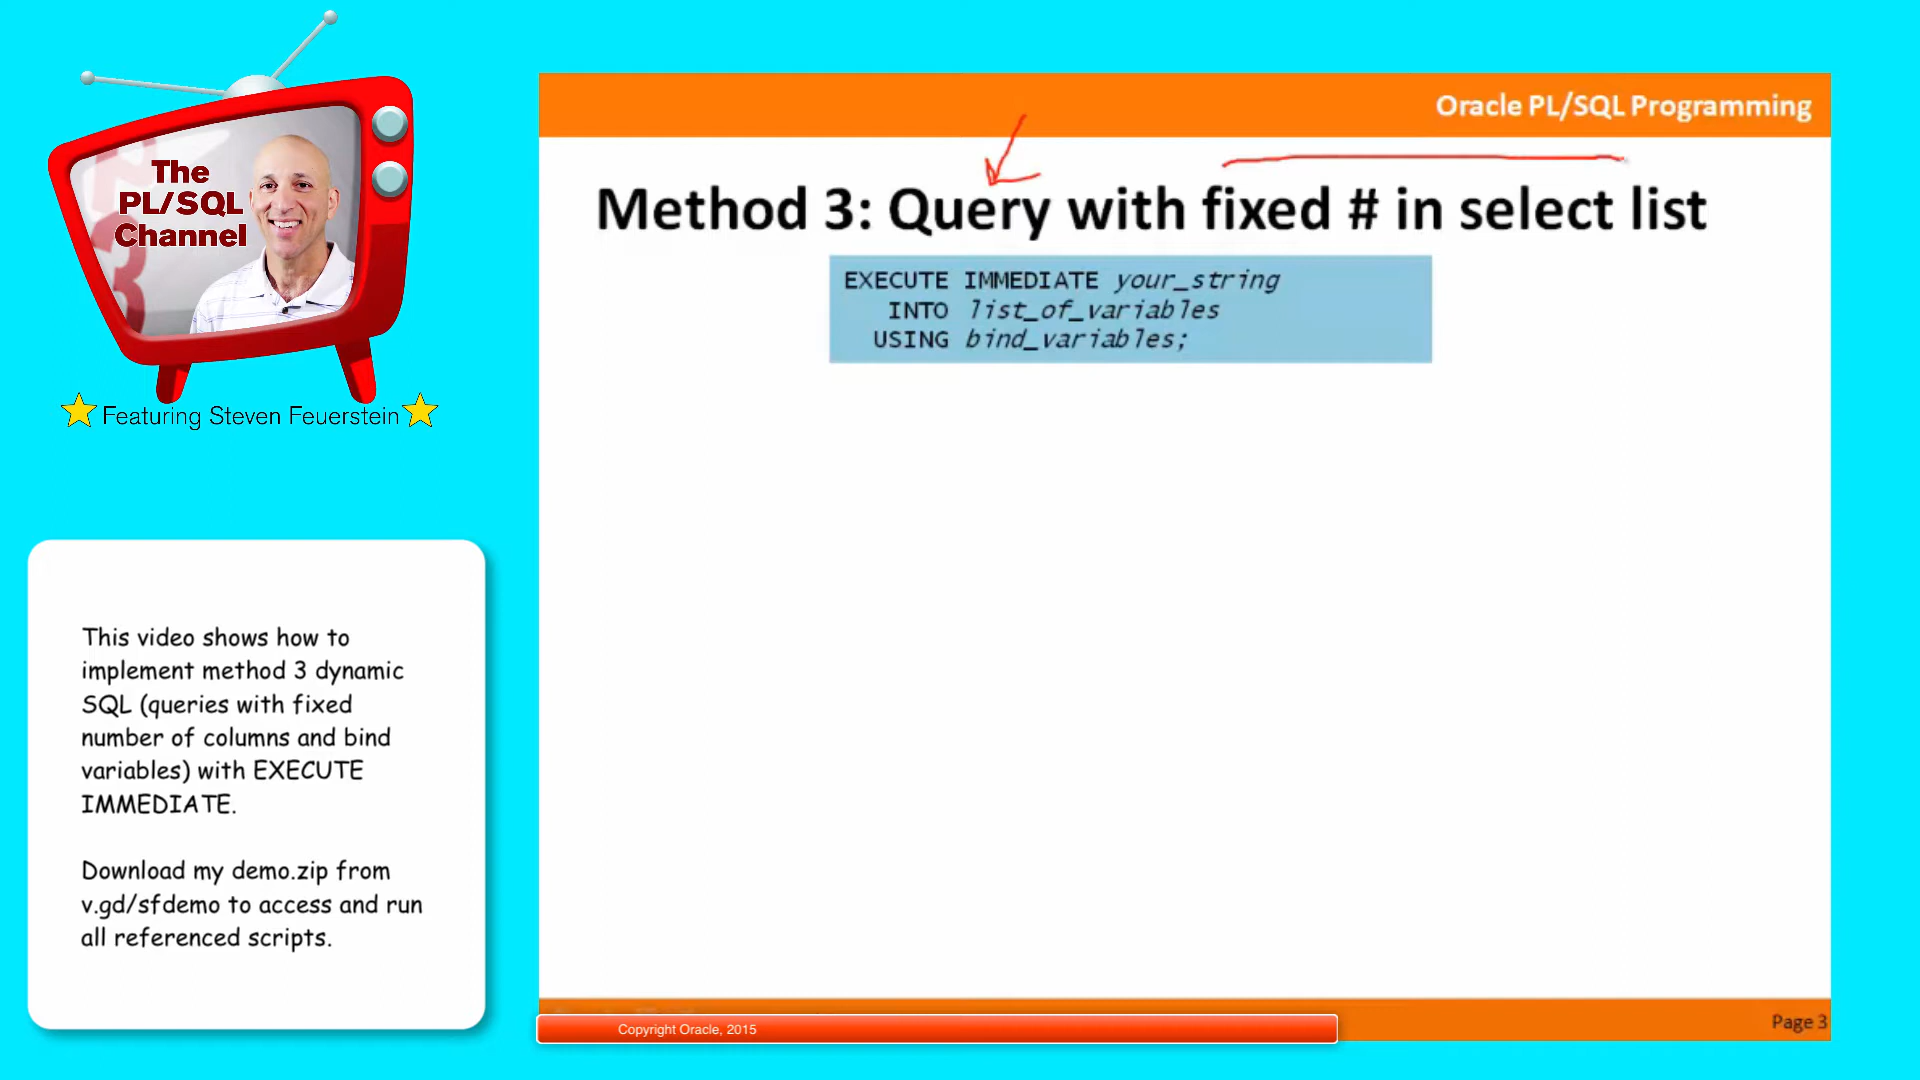 The
PL/SQL
Channel
Featuring Steven Feuerstein
This video shows how to
implement method 3 dynamic
SQL (queries with fixed
number of columns and bind
variables) with EXECUTE
IMMEDIATE.
Download my demo.zip from
v.gd/sfdemo to access and run
all referenced scripts.
Oracle PL/SQL Programming
Method 3: Query with fixed # in select list
EXECUTE IMMEDIATE your_string
INTO list_of_variables
USING bind_variables;
Copyright Oracle, 2015
Page 3